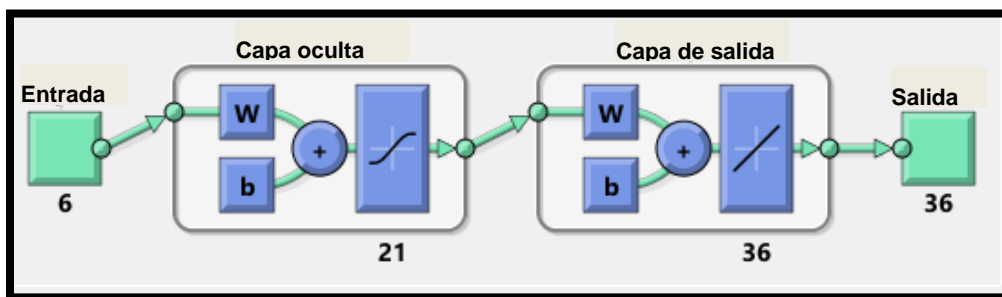 Capa oculta
Capa de salida
Entrada
Salida
W
b
+
W
b
+
6
21
36
36